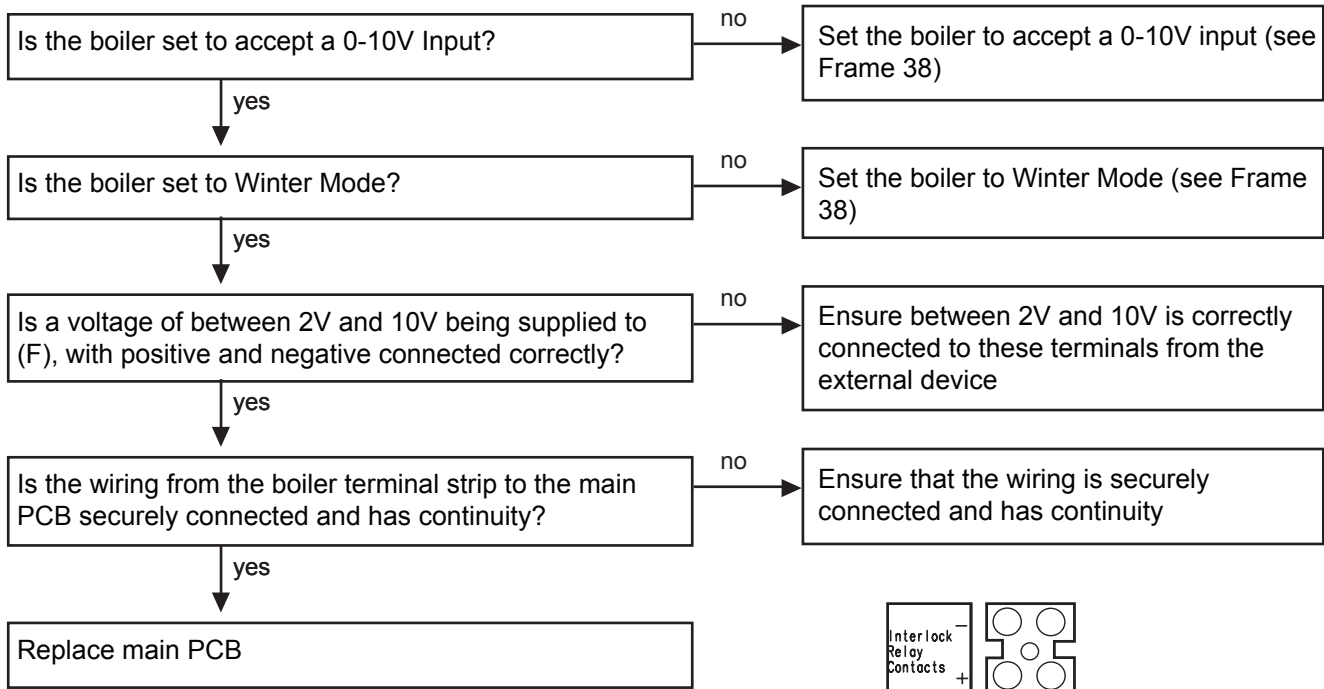 Is the boiler set to accept a 0-10V Input?
no
Set the boiler to accept a 0-10V input (see
Frame 38)
yes
Is the boiler set to Winter Mode?
no
Set the boiler to Winter Mode (see Frame
38)
yes
Is a voltage of between 2V and 10V being supplied to
(F), with positive and negative connected correctly?
no
Ensure between 2V and 10V is correctly
connected to these terminals from the
external device
yes
Is the wiring from the boiler terminal strip to the main
PCB securely connected and has continuity?
no
Ensure that the wiring is securely
connected and has continuity
yes
Replace main PCB
Interlock -
Relay
Contacts +